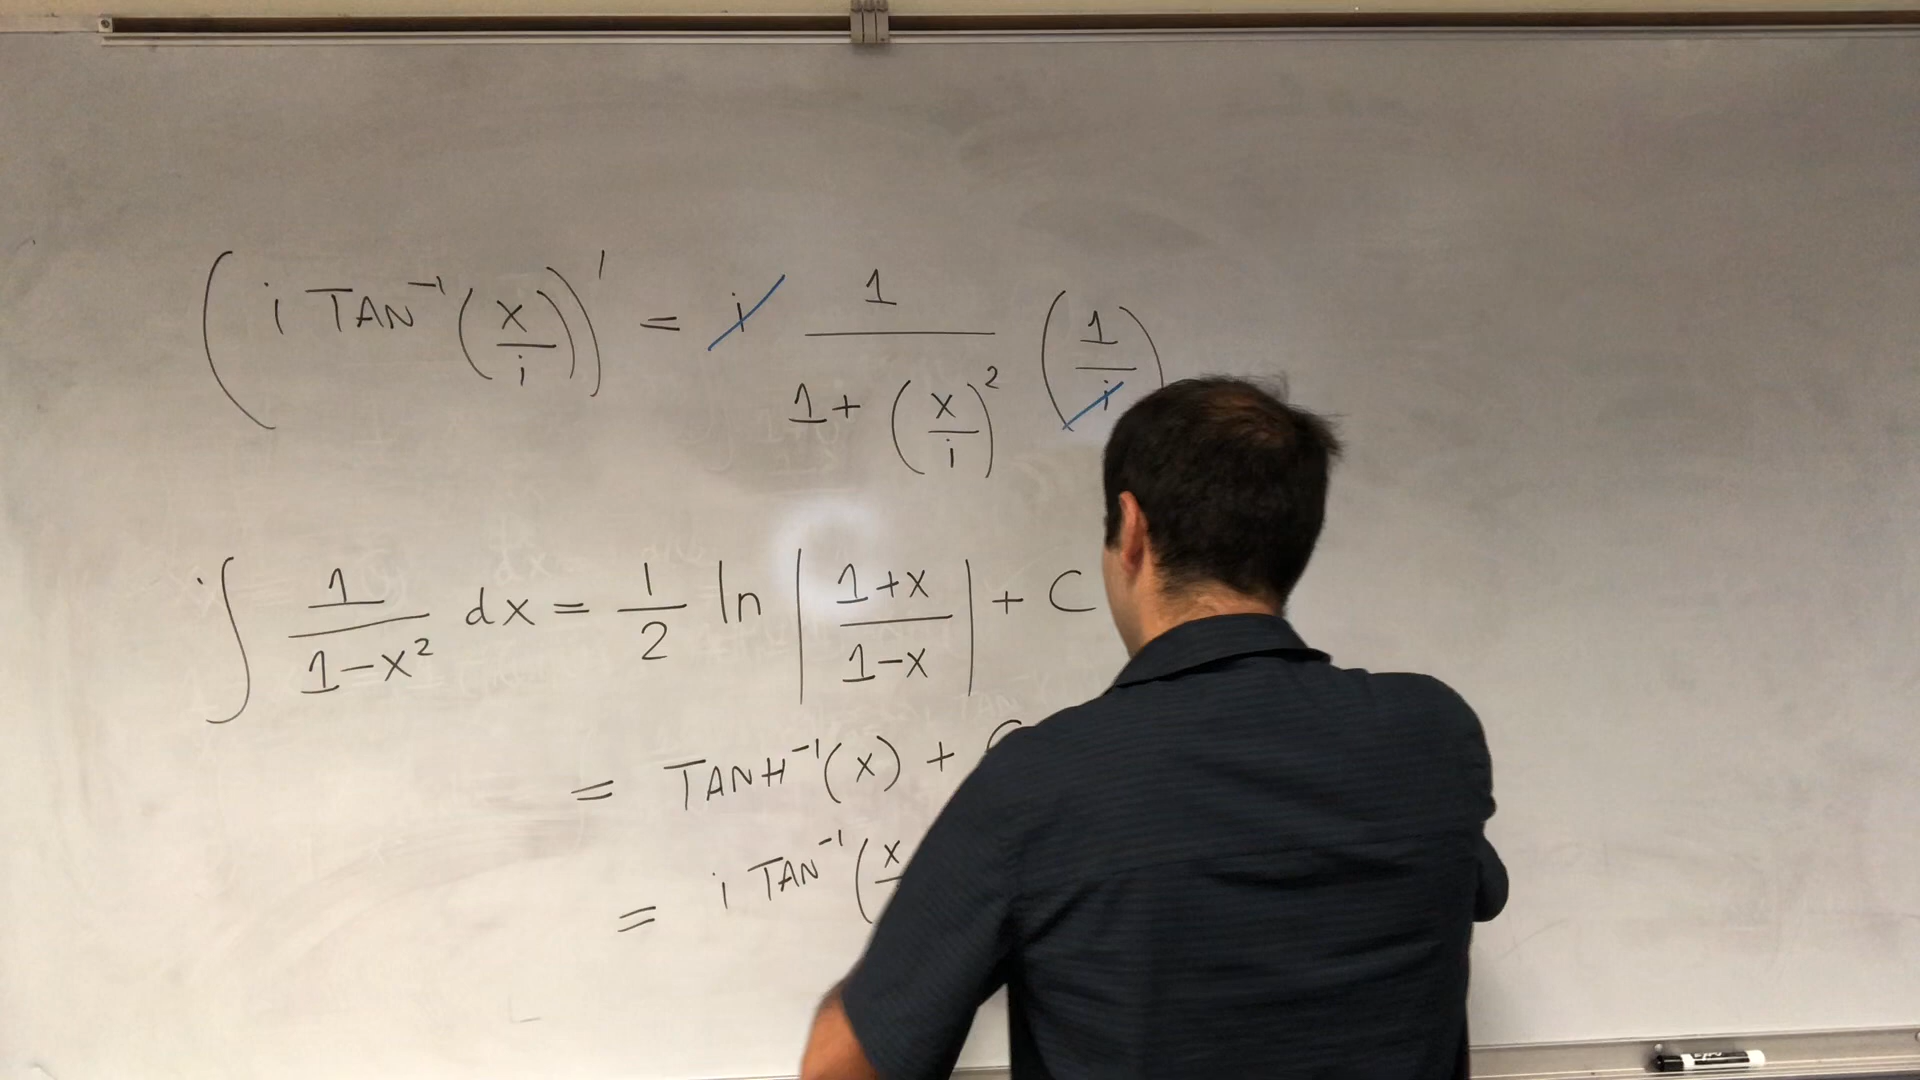 ( i TAN⁻¹ (x/i) )' = i 1/(1+(x/i)²) (1/i)
∫ 1/(1-x²) dx = 1/2 ln |(1+x)/(1-x)| + C
= TANH⁻¹(x) +
= i TAN⁻¹ (x